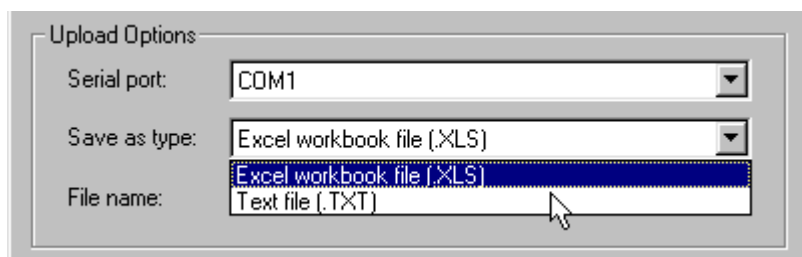 Upload Options
Serial port: COM1
Save as type: Excel workbook file (.XLS)
Excel workbook file (.XLS)
File name: Text file (.TXT)